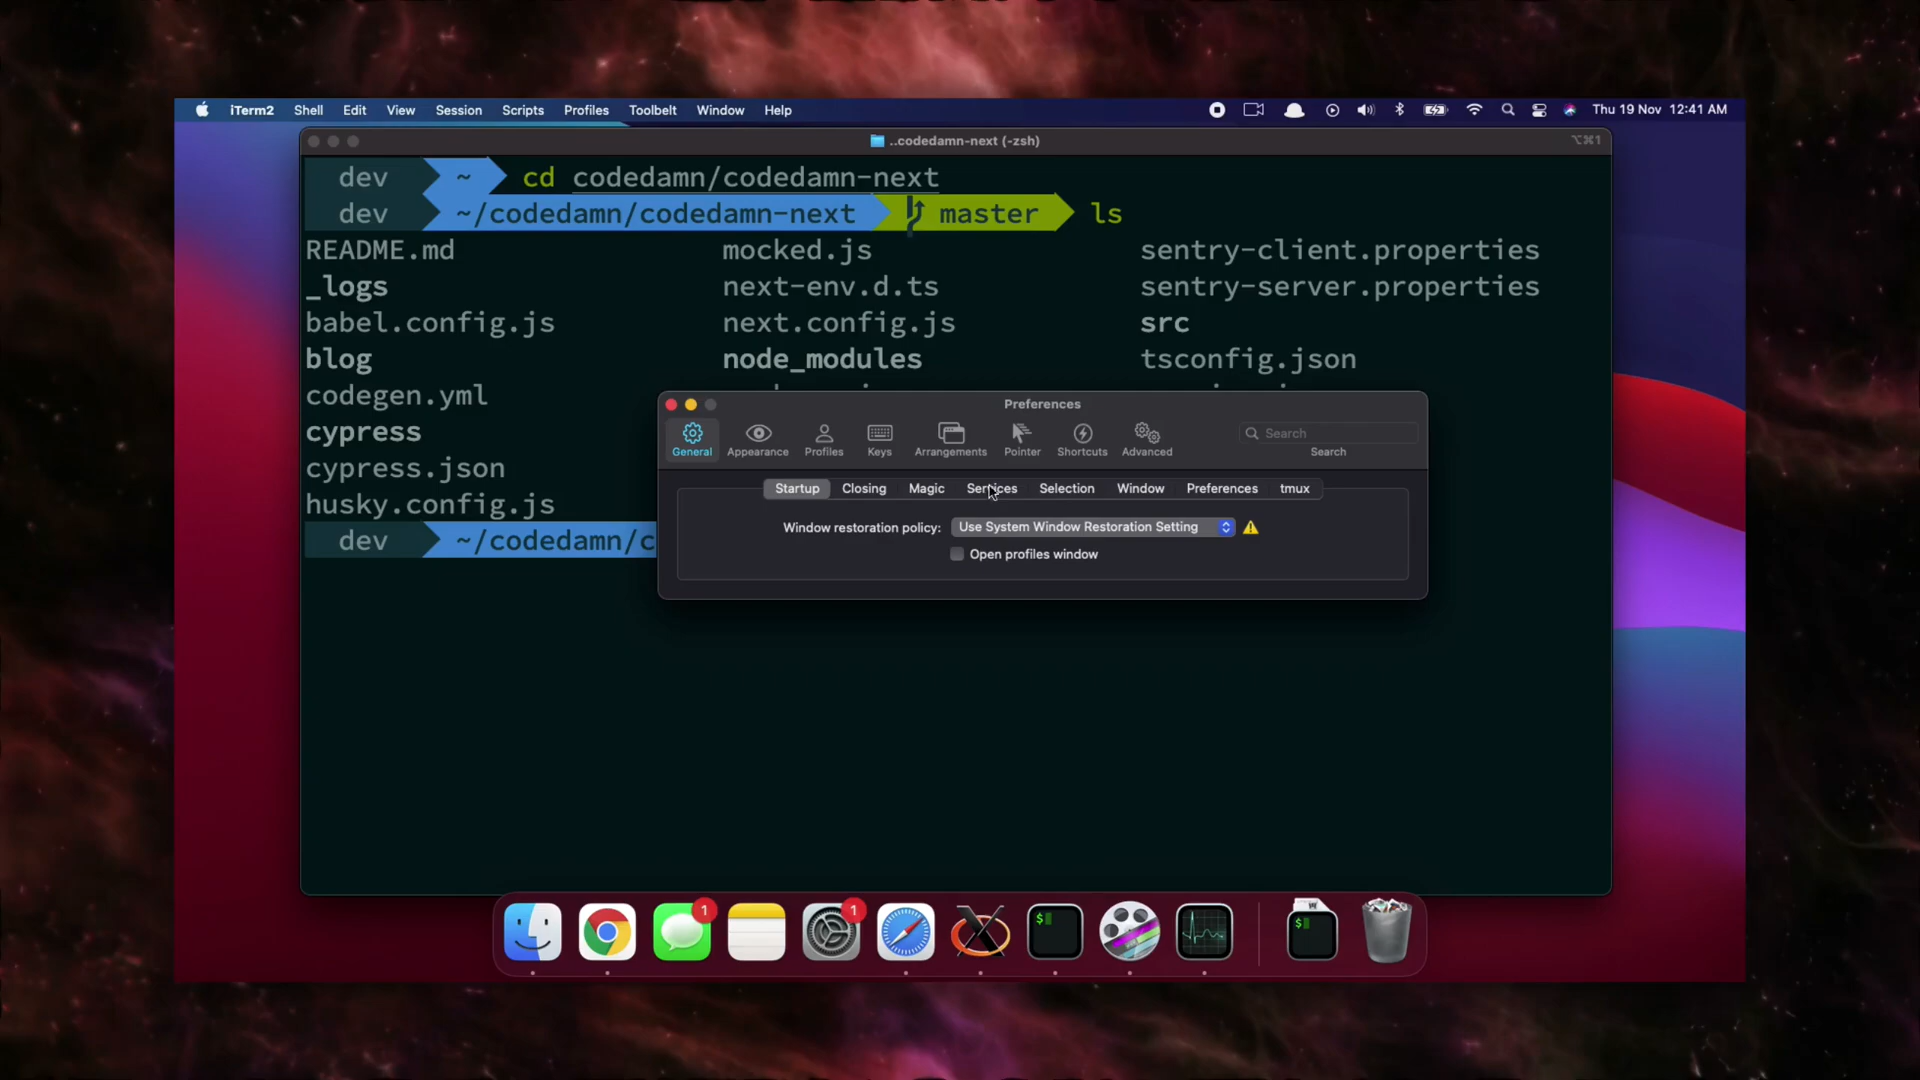 iTerm2 Shell Edit View Session Scripts Profiles Toolbelt Window Help Thu 19 Nov 12:41 AM
..codedamn-next (-zsh) ⌥⌘1
dev ~ cd codedamn/codedamn-next
dev ~/codedamn/codedamn-next master ls
README.md mocked.js sentry-client.properties
_logs next-env.d.ts sentry-server.properties
babel.config.js next.config.js src
blog node_modules tsconfig.json
codegen.yml
cypress
cypress.json
husky.config.js
dev ~/codedamn/c
Preferences
Search
General Appearance Profiles Keys Arrangements Pointer Shortcuts Advanced Search
Startup Closing Magic Services Selection Window Preferences tmux
Window restoration policy: Use System Window Restoration Setting
Open profiles window
1 1
$ $